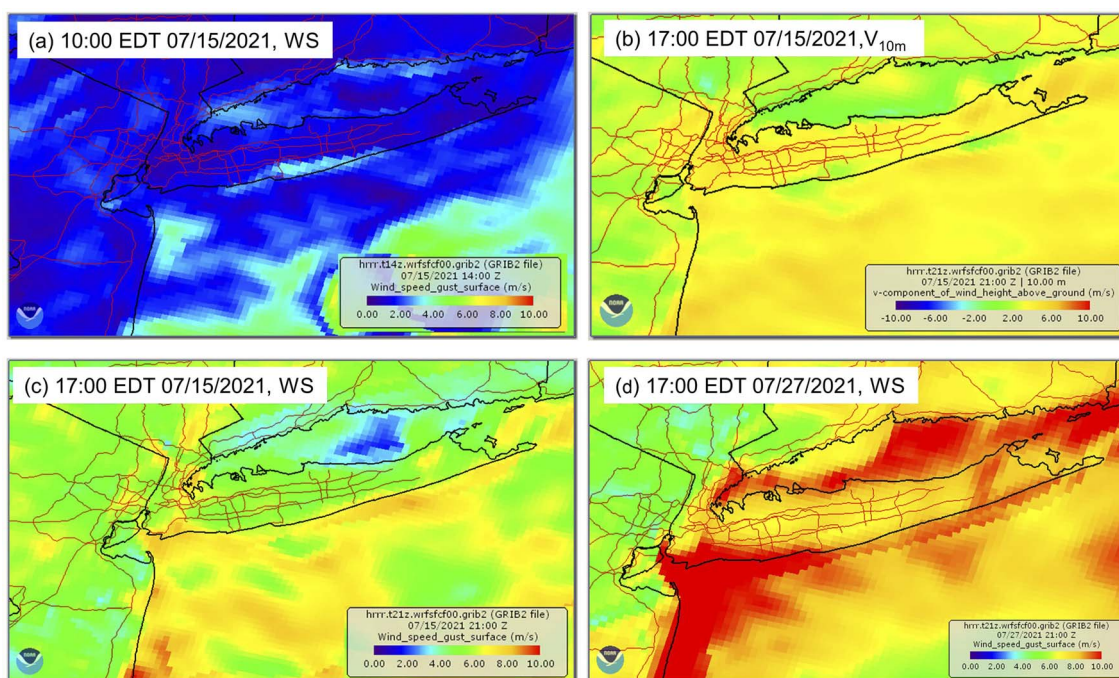 (a) 10:00 EDT 07/15/2021, WS
hrrr.t14z.wrfsfcf00.grib2 (GRIB2 file)
07/15/2021 14:00 Z
Wind_speed_gust_surface (m/s)
0.00 2.00 4.00 6.00 8.00 10.00
NOAA
(b) 17:00 EDT 07/15/2021,V10m
hrrr.t21z.wrfsfcf00.grib2 (GRIB2 file)
07/15/2021 21:00 Z | 10.00 m
v-component_of_wind_height_above_ground (m/s)
-10.00 -6.00 -2.00 2.00 6.00 10.00
NOAA
(c) 17:00 EDT 07/15/2021, WS
hrrr.t21z.wrfsfcf00.grib2 (GRIB2 file)
07/15/2021 21:00 Z
Wind_speed_gust_surface (m/s)
0.00 2.00 4.00 6.00 8.00 10.00
NOAA
(d) 17:00 EDT 07/27/2021, WS
hrrr.t21z.wrfsfcf00.grib2 (GRIB2 file)
07/27/2021 21:00 Z
Wind_speed_gust_surface (m/s)
0.00 2.00 4.00 6.00 8.00 10.00
NOAA